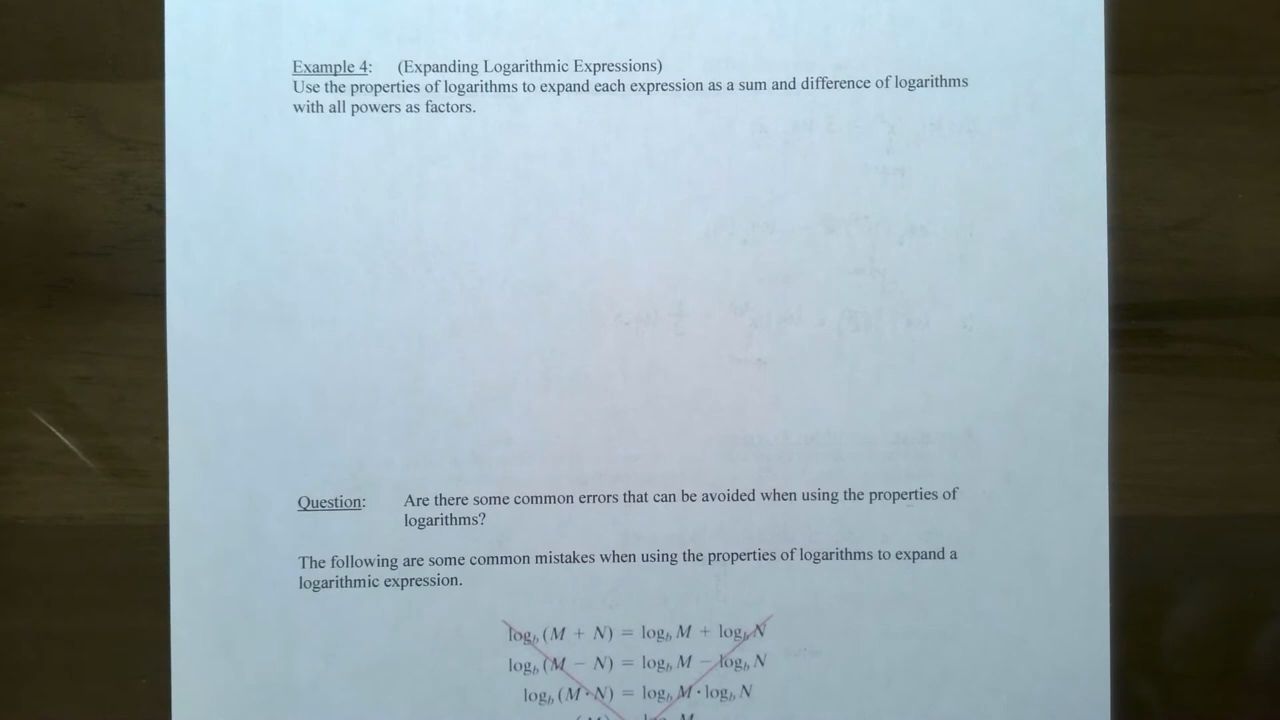 Example 4: (Expanding Logarithmic Expressions)
Use the properties of logarithms to expand each expression as a sum and difference of logarithms
with all powers as factors.
Question: Are there some common errors that can be avoided when using the properties of
logarithms?
The following are some common mistakes when using the properties of logarithms to expand a
logarithmic expression.
log_b (M + N) = log_b M + log_b N
log_b (M − N) = log_b M − log_b N
log_b (M · N) = log_b M · log_b N